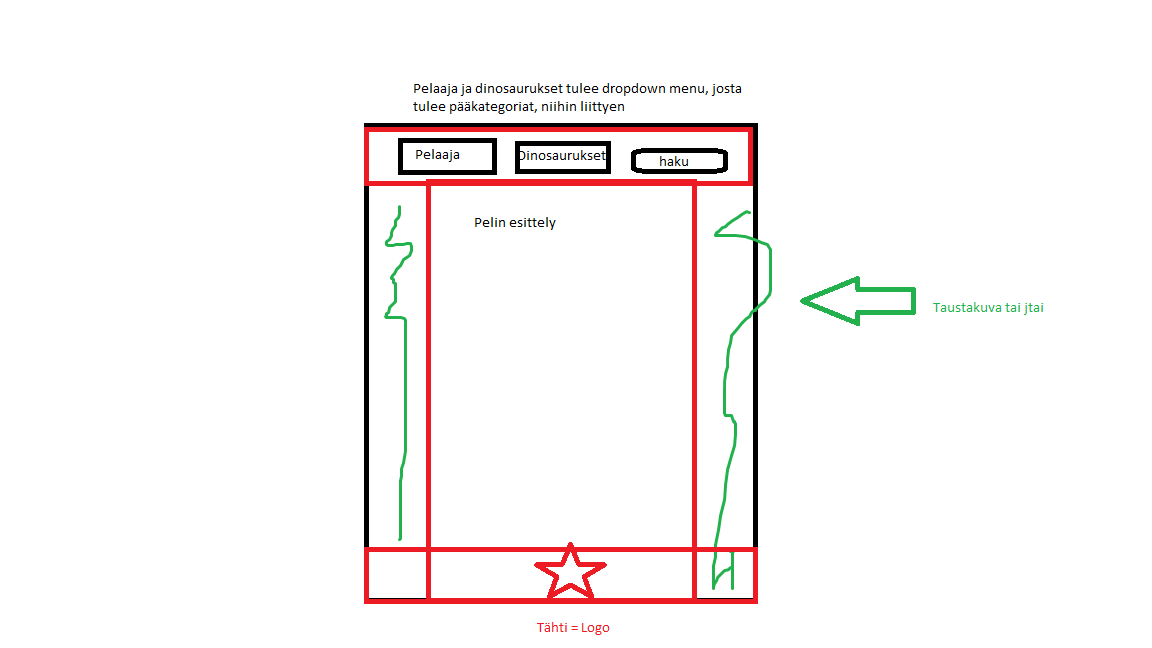 Pelaaja ja dinosaurukset tulee dropdown menu, josta
tulee pääkategoriat, niihin liittyen
Pelaaja
Dinosaurukset
haku
Pelin esittely
Taustakuva tai jtai
Tähti = Logo